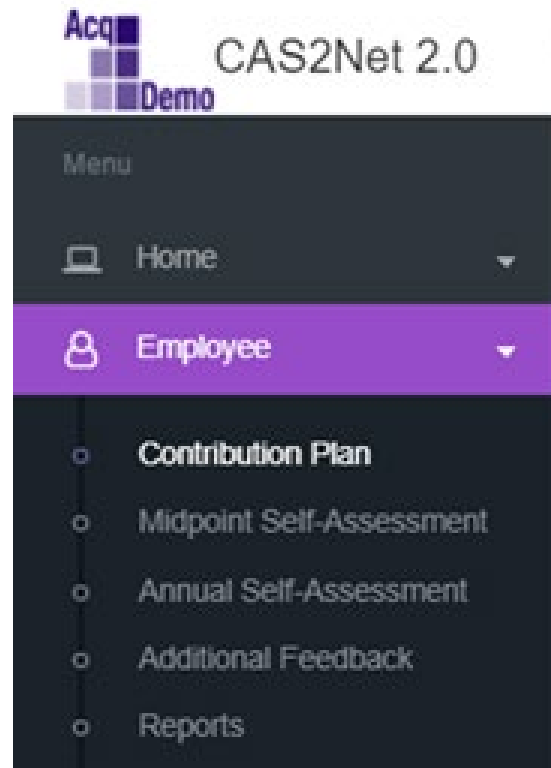 Acq
Demo
CAS2Net 2.0
Menu
Home
Employee
Contribution Plan
Midpoint Self-Assessment
Annual Self-Assessment
Additional Feedback
Reports